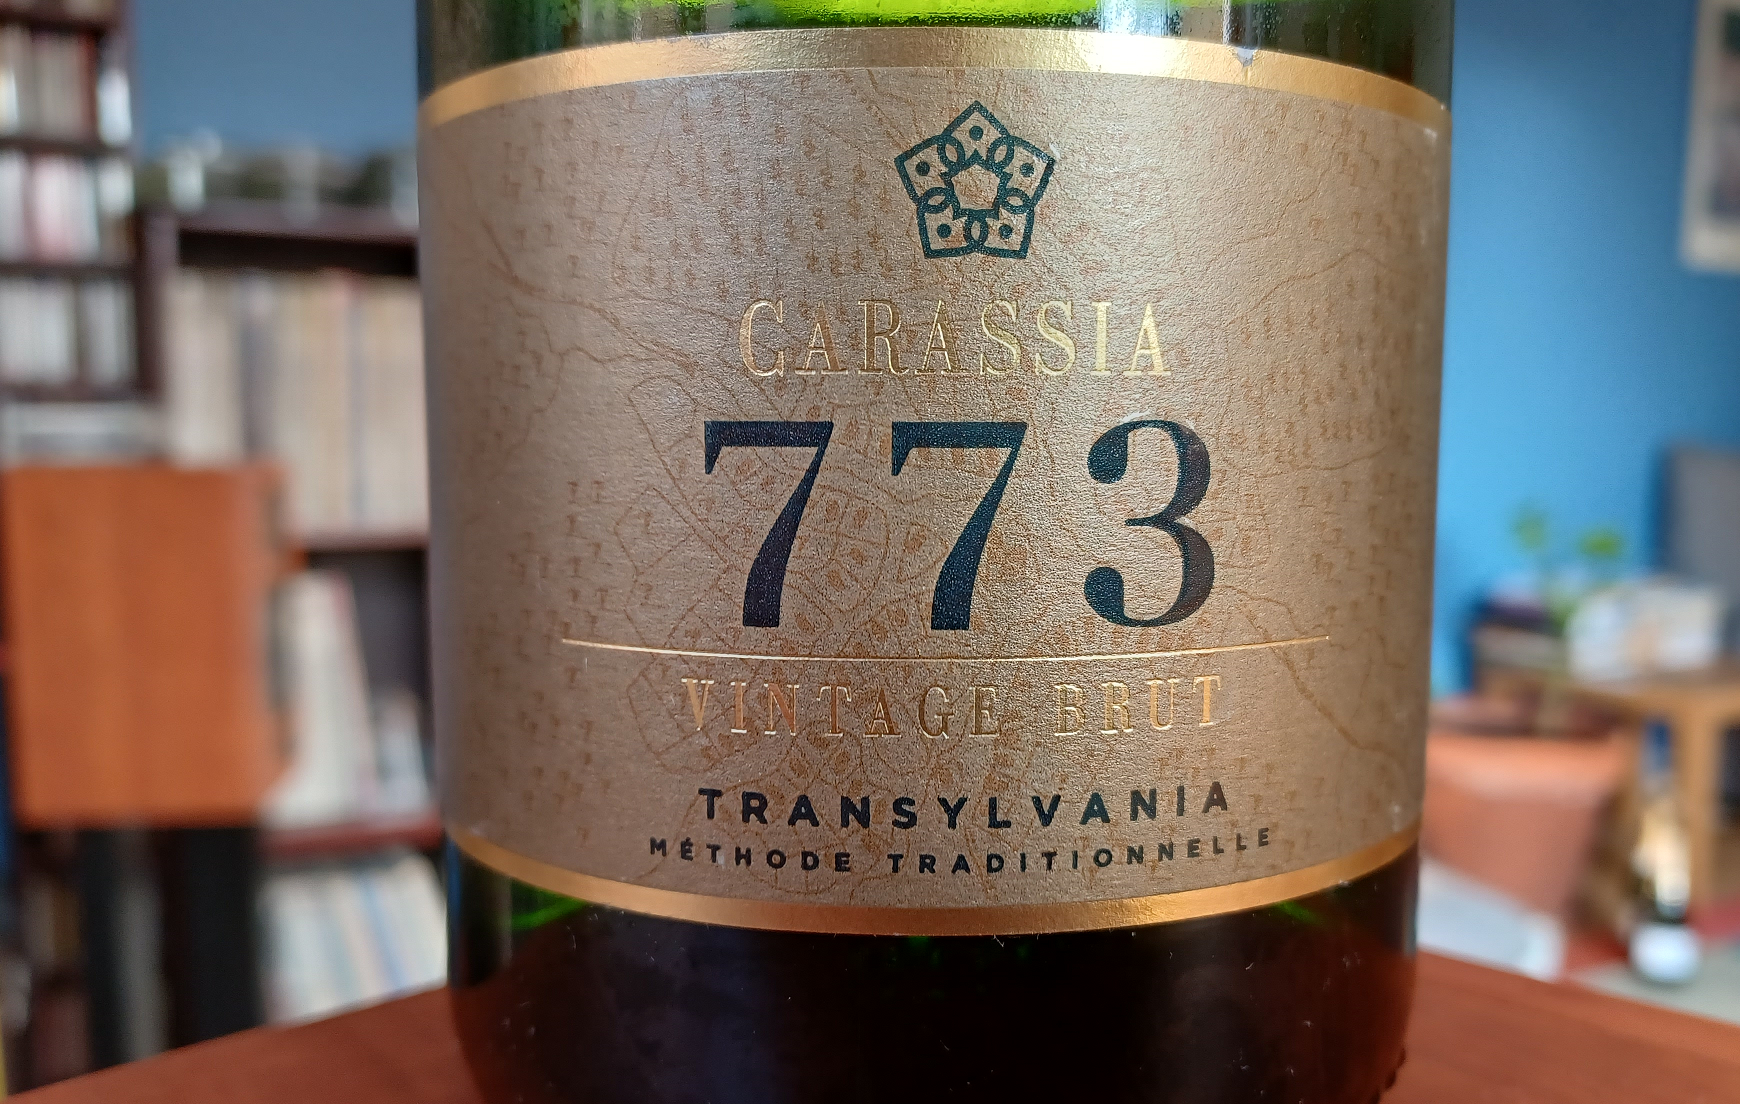 CARASSIA
773
VINTAGE BRUT
TRANSYLVANIA
MÉTHODE TRADITIONNELLE